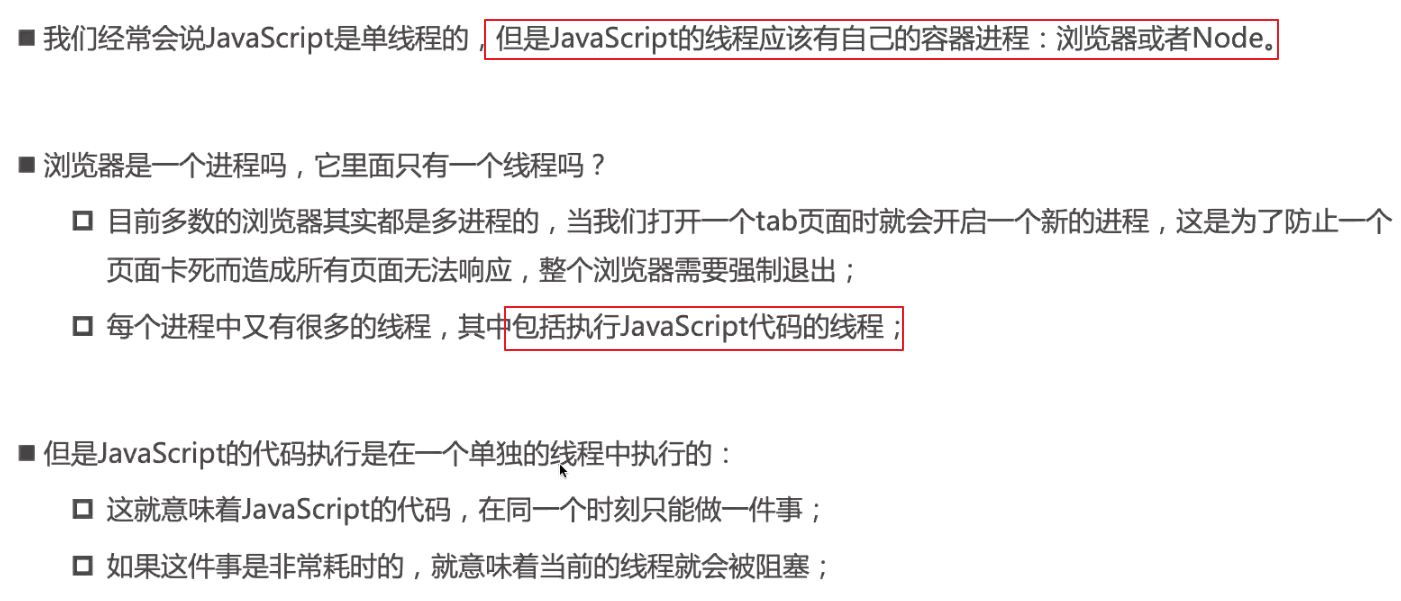 我们经常会说JavaScript是单线程的，但是JavaScript的线程应该有自己的容器进程：浏览器或者Node。
浏览器是一个进程吗，它里面只有一个线程吗？
目前多数的浏览器其实都是多进程的，当我们打开一个tab页面时就会开启一个新的进程，这是为了防止一个
页面卡死而造成所有页面无法响应，整个浏览器需要强制退出；
每个进程中又有很多的线程，其中包括执行JavaScript代码的线程；
但是JavaScript的代码执行是在一个单独的线程中执行的：
这就意味着JavaScript的代码，在同一个时刻只能做一件事；
如果这件事是非常耗时的，就意味着当前的线程就会被阻塞；